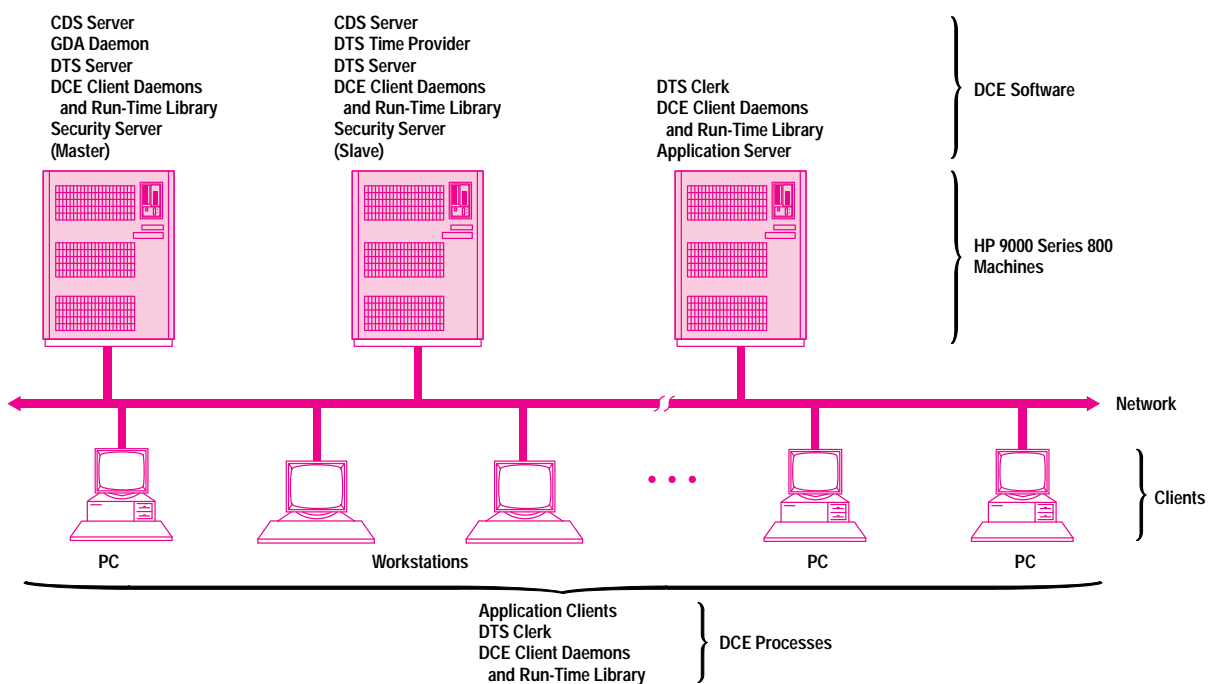 CDS Server
GDA Daemon
DTS Server
DCE Client Daemons
and Run-Time Library
Security Server
(Master)
CDS Server
DTS Time Provider
DTS Server
DCE Client Daemons
and Run-Time Library
Security Server
(Slave)
DTS Clerk
DCE Client Daemons
and Run-Time Library
Application Server
DCE Software
HP 9000 Series 800
Machines
Network
Clients
PC
Workstations
PC
PC
Application Clients
DTS Clerk
DCE Client Daemons
and Run-Time Library
DCE Processes